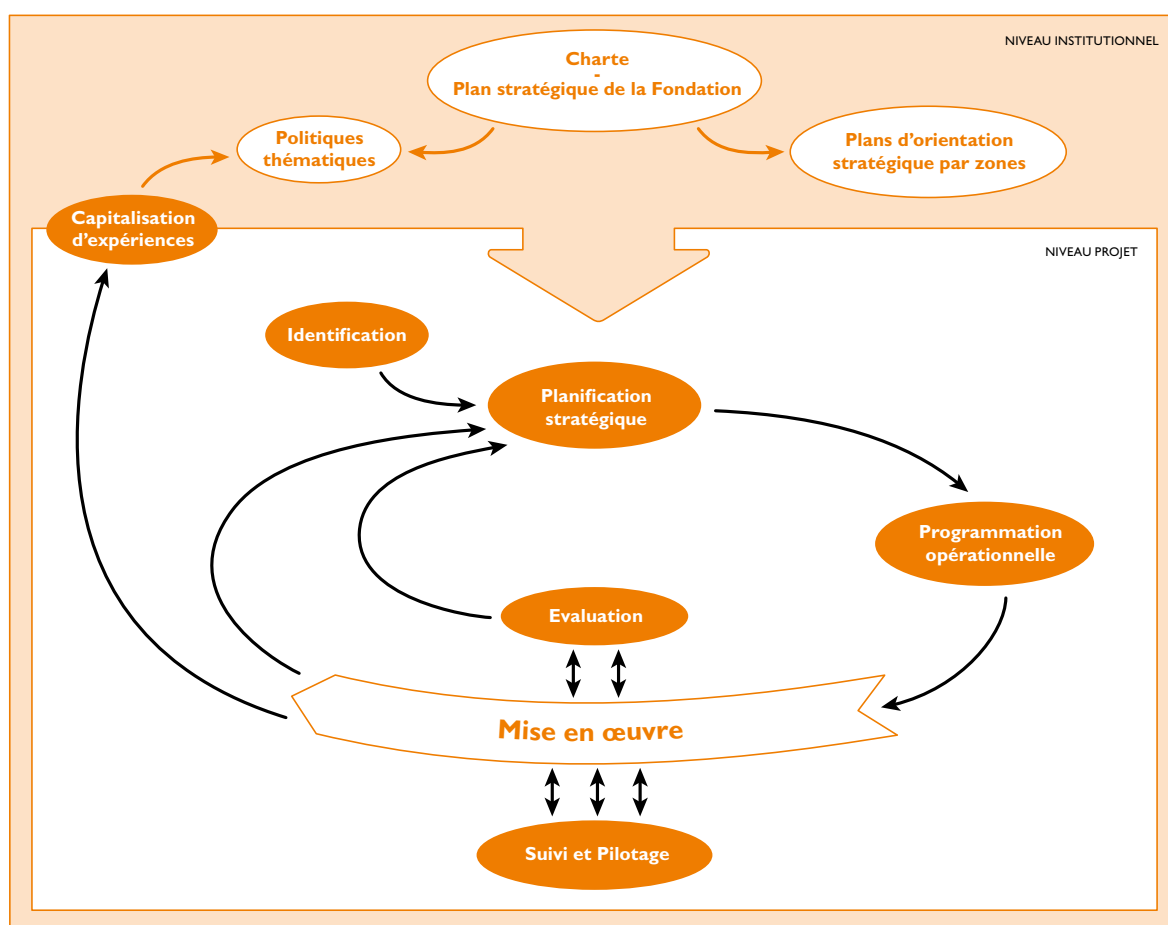 NIVEAU INSTITUTIONNEL
Charte
-
Plan stratégique de la Fondation
Politiques
thématiques
Plans d’orientation
stratégique par zones
Capitalisation
d’expériences
NIVEAU PROJET
Identification
Planification
stratégique
Programmation
opérationnelle
Evaluation
Mise en œuvre
Suivi et Pilotage